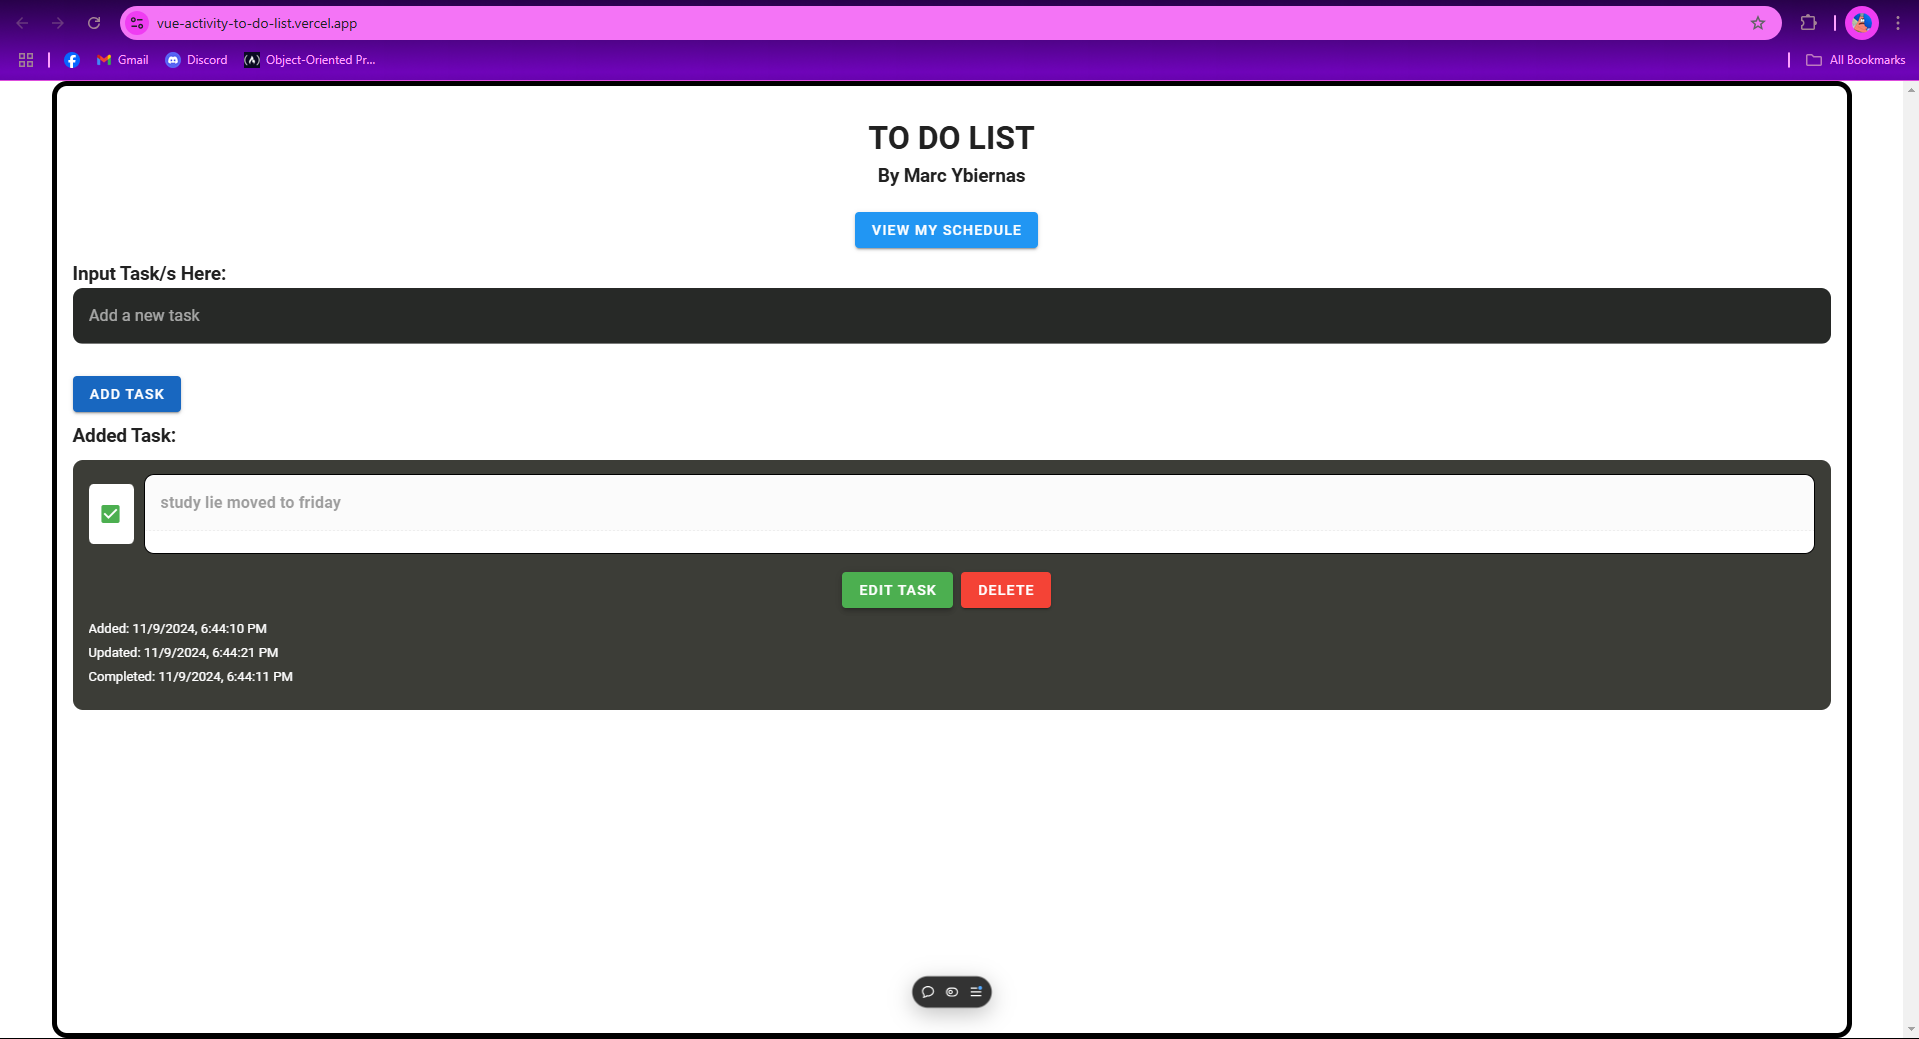 vue-activity-to-do-list.vercel.app
Gmail
Discord
Object-Oriented Pr...
All Bookmarks
TO DO LIST
By Marc Ybiernas
VIEW MY SCHEDULE
Input Task/s Here:
Add a new task
ADD TASK
Added Task:
study lie moved to friday
EDIT TASK
DELETE
Added: 11/9/2024, 6:44:10 PM
Updated: 11/9/2024, 6:44:21 PM
Completed: 11/9/2024, 6:44:11 PM